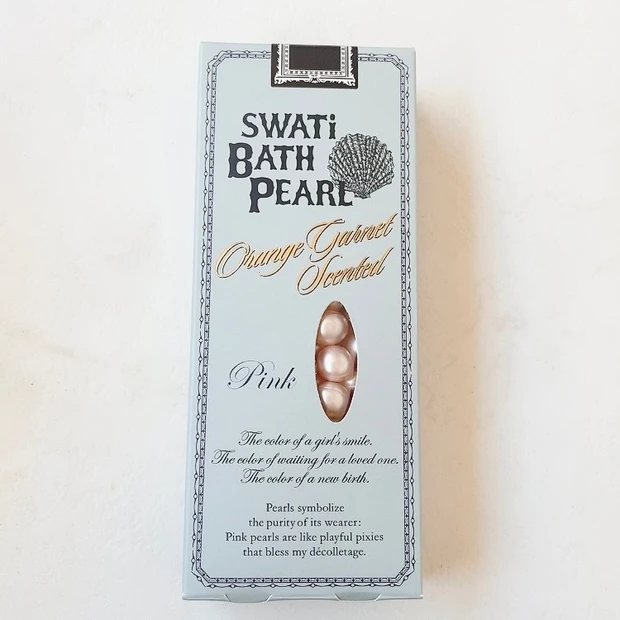 SWATi
BATH
PEARL
Orange Garnet
Scented
Pink
The color of a girl's smile.
The color of waiting for a loved one.
The color of a new birth.
Pearls symbolize
the purity of its wearer:
Pink pearls are like playful pixies
that bless my décolletage.